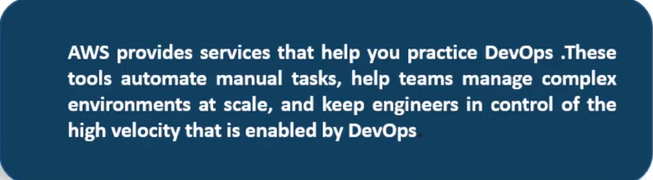 AWS provides services that help you practice DevOps .These
tools automate manual tasks, help teams manage complex
environments at scale, and keep engineers in control of the
high velocity that is enabled by DevOps.